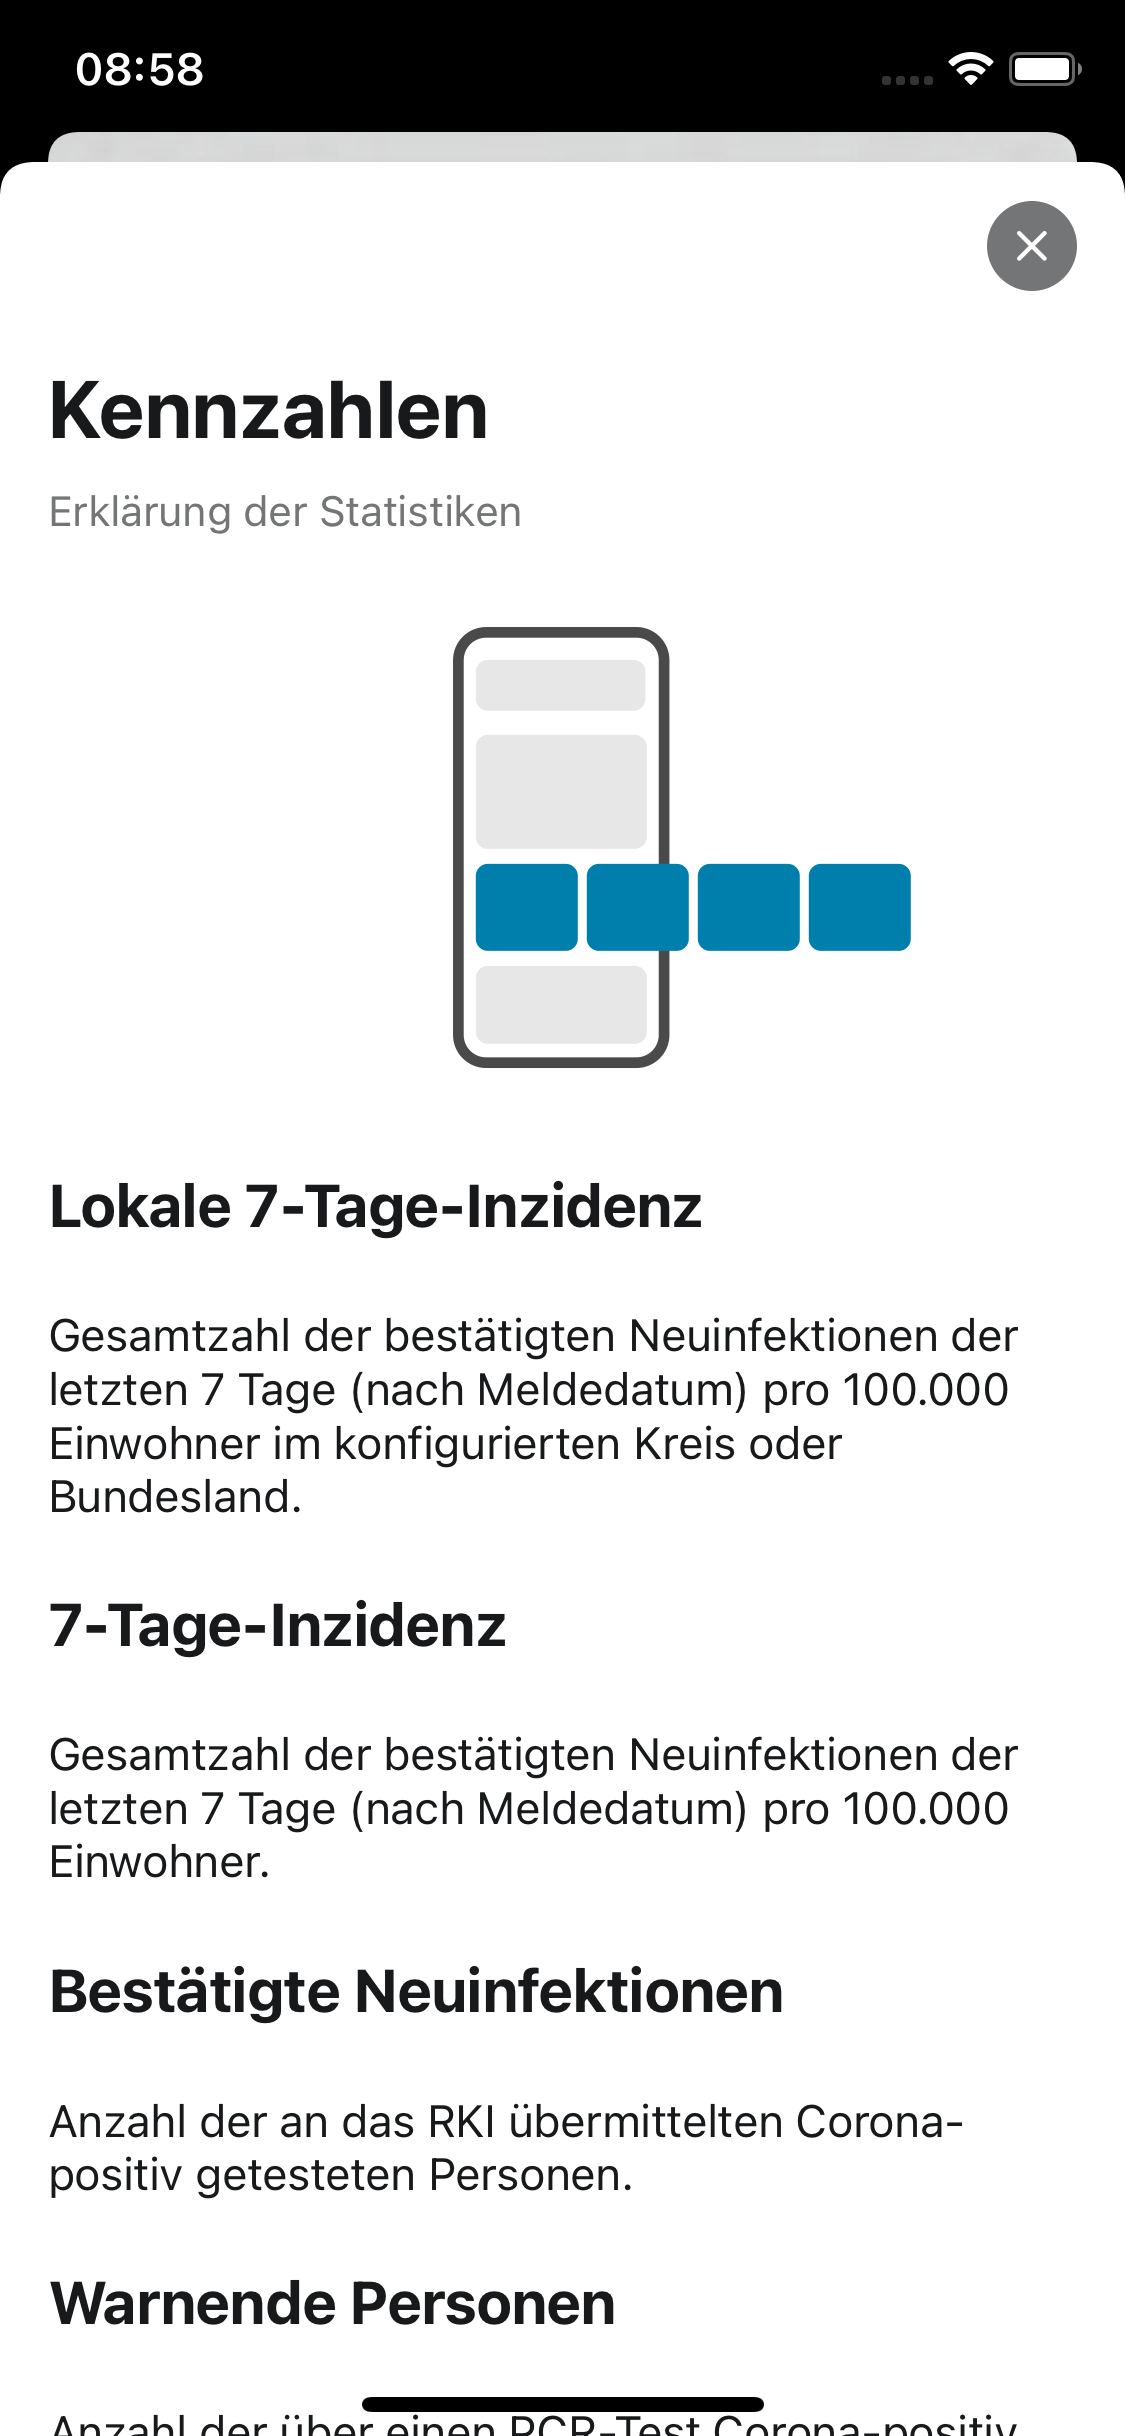 08:58
Kennzahlen
Erklärung der Statistiken
Lokale 7-Tage-Inzidenz
Gesamtzahl der bestätigten Neuinfektionen der
letzten 7 Tage (nach Meldedatum) pro 100.000
Einwohner im konfigurierten Kreis oder
Bundesland.
7-Tage-Inzidenz
Gesamtzahl der bestätigten Neuinfektionen der
letzten 7 Tage (nach Meldedatum) pro 100.000
Einwohner.
Bestätigte Neuinfektionen
Anzahl der an das RKI übermittelten Corona-
positiv getesteten Personen.
Warnende Personen
Anzahl der über einen PCR-Test Corona-positiv